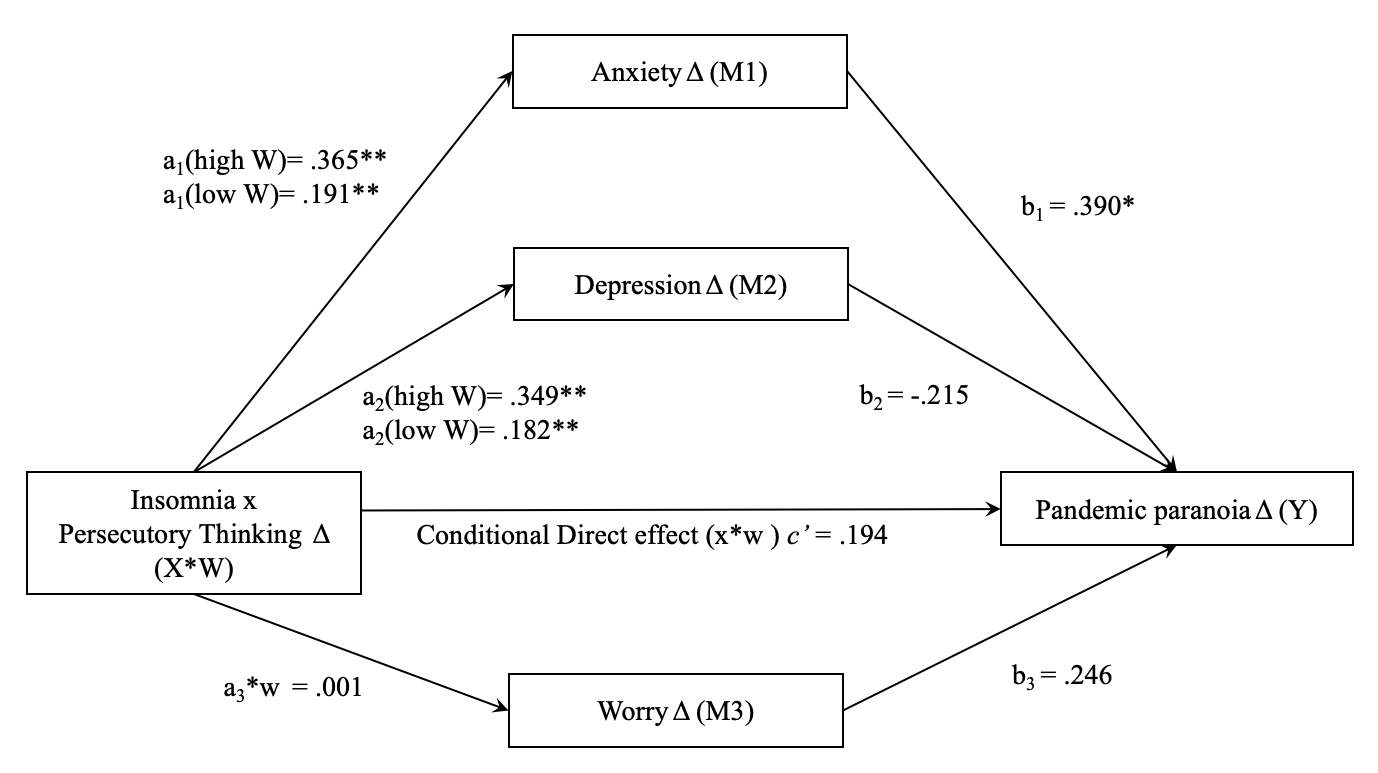 Anxiety Δ (M1)
a₁(high W)= .365**
a₁(low W)= .191**
b₁ = .390*
Depression Δ (M2)
a₂(high W)= .349**
a₂(low W)= .182**
b₂ = -.215
Insomnia x
Persecutory Thinking Δ
(X*W)
Conditional Direct effect (x*w ) c’ = .194
Pandemic paranoia Δ (Y)
a₃*w = .001
b₃ = .246
Worry Δ (M3)